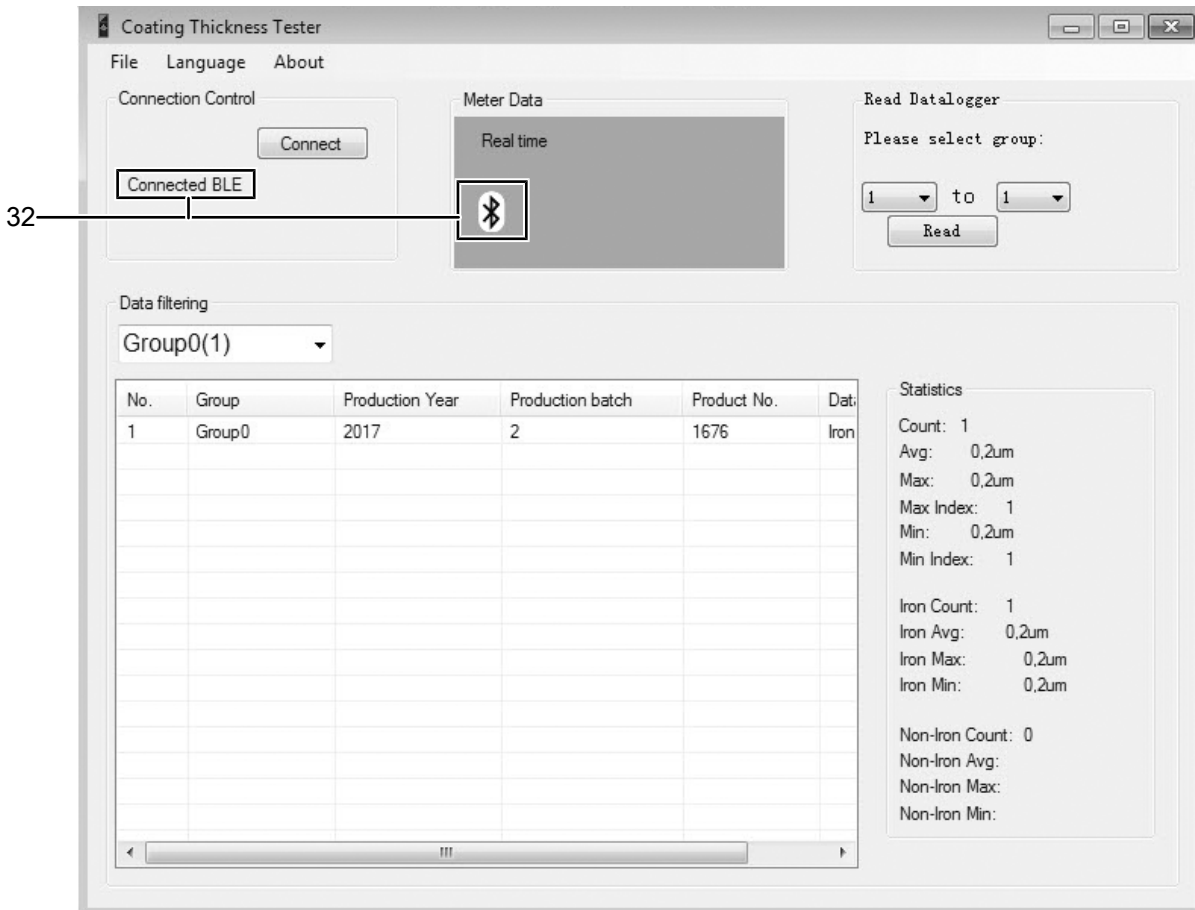 Coating Thickness Tester
File Language About
Connection Control
Connect
Connected BLE
32
Meter Data
Real time
Read Datalogger
Please select group:
1 to 1
Read
Data filtering
Group0(1)
No. Group Production Year Production batch Product No. Dat
1 Group0 2017 2 1676 Iron
Statistics
Count: 1
Avg: 0,2um
Max: 0,2um
Max Index: 1
Min: 0,2um
Min Index: 1
Iron Count: 1
Iron Avg: 0,2um
Iron Max: 0,2um
Iron Min: 0,2um
Non-Iron Count: 0
Non-Iron Avg:
Non-Iron Max:
Non-Iron Min: